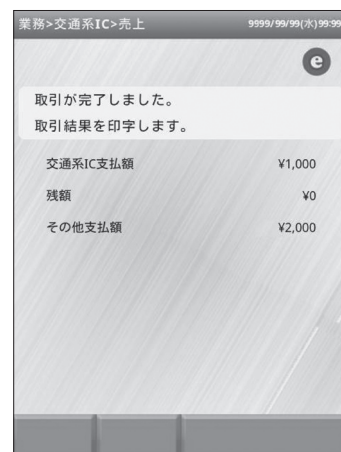 業務>交通系IC>売上 9999/99/99(水)99:99
e
取引が完了しました。
取引結果を印字します。
交通系IC支払額 ¥1,000
残額 ¥0
その他支払額 ¥2,000